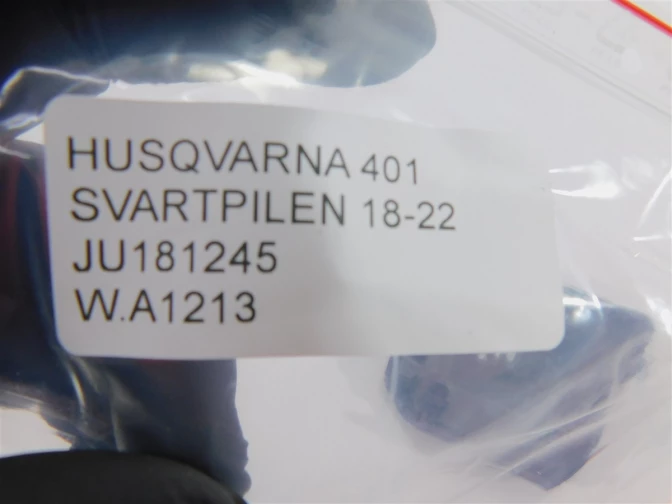 HUSQVARNA 401
SVARTPILEN 18-22
JU181245
W.A1213